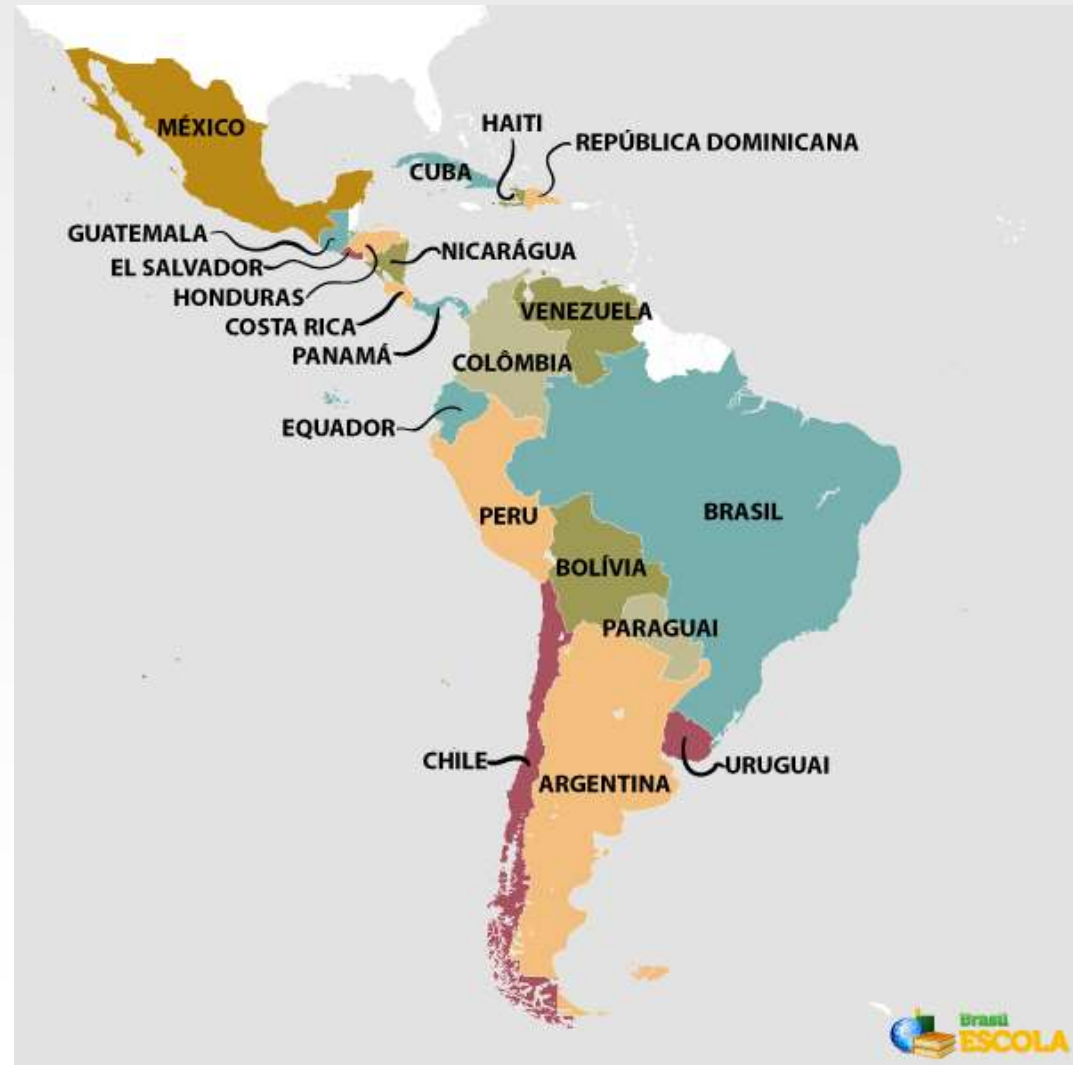 MÉXICO
HAITI
REPÚBLICA DOMINICANA
CUBA
GUATEMALA
NICARÁGUA
EL SALVADOR
HONDURAS
VENEZUELA
COSTA RICA
PANAMÁ
COLÔMBIA
EQUADOR
PERU
BRASIL
BOLÍVIA
PARAGUAI
CHILE
URUGUAI
ARGENTINA
Brasil
ESCOLA